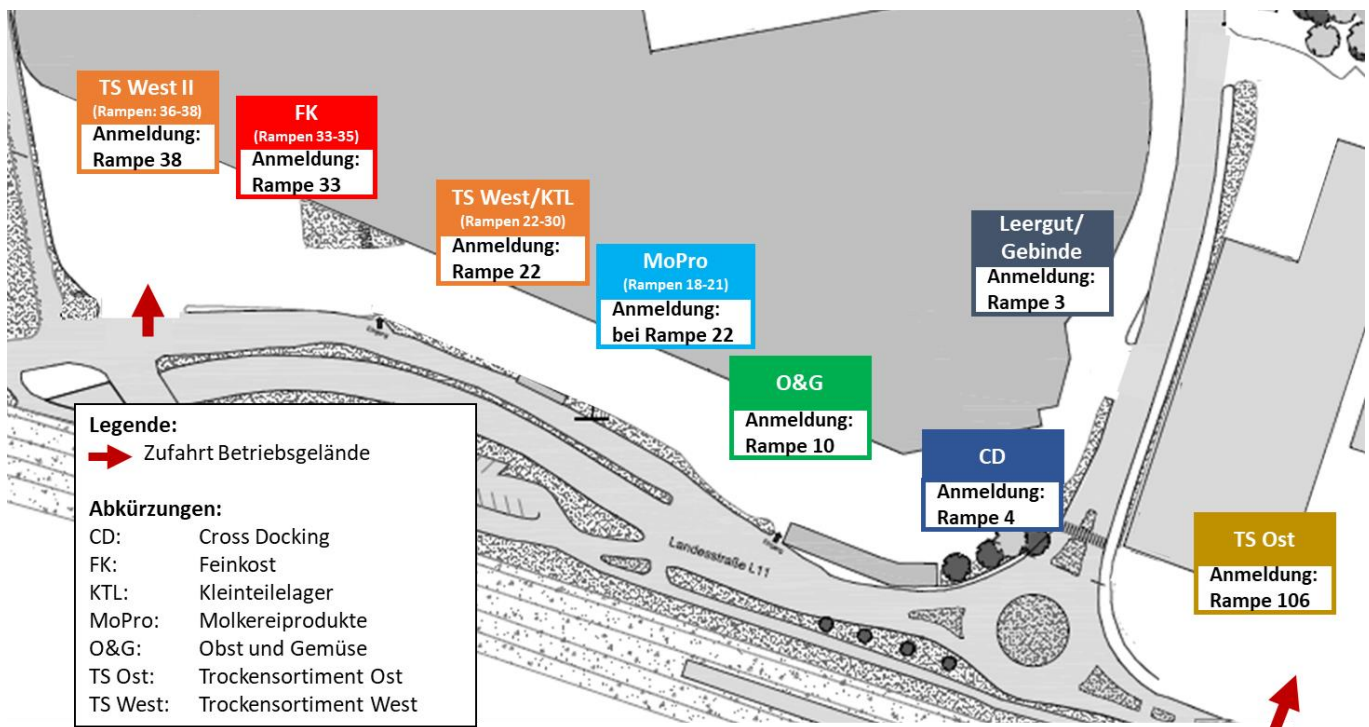 TS West II
(Rampen: 36-38)
Anmeldung:
Rampe 38
FK
(Rampen 33-35)
Anmeldung:
Rampe 33
TS West/KTL
(Rampen 22-30)
Anmeldung:
Rampe 22
MoPro
(Rampen 18-21)
Anmeldung:
bei Rampe 22
Leergut/
Gebinde
Anmeldung:
Rampe 3
O&G
Anmeldung:
Rampe 10
CD
Anmeldung:
Rampe 4
TS Ost
Anmeldung:
Rampe 106
Landesstraße L11
Legende:
Zufahrt Betriebsgelände
Abkürzungen:
CD: Cross Docking
FK: Feinkost
KTL: Kleinteilelager
MoPro: Molkereiprodukte
O&G: Obst und Gemüse
TS Ost: Trockensortiment Ost
TS West: Trockensortiment West